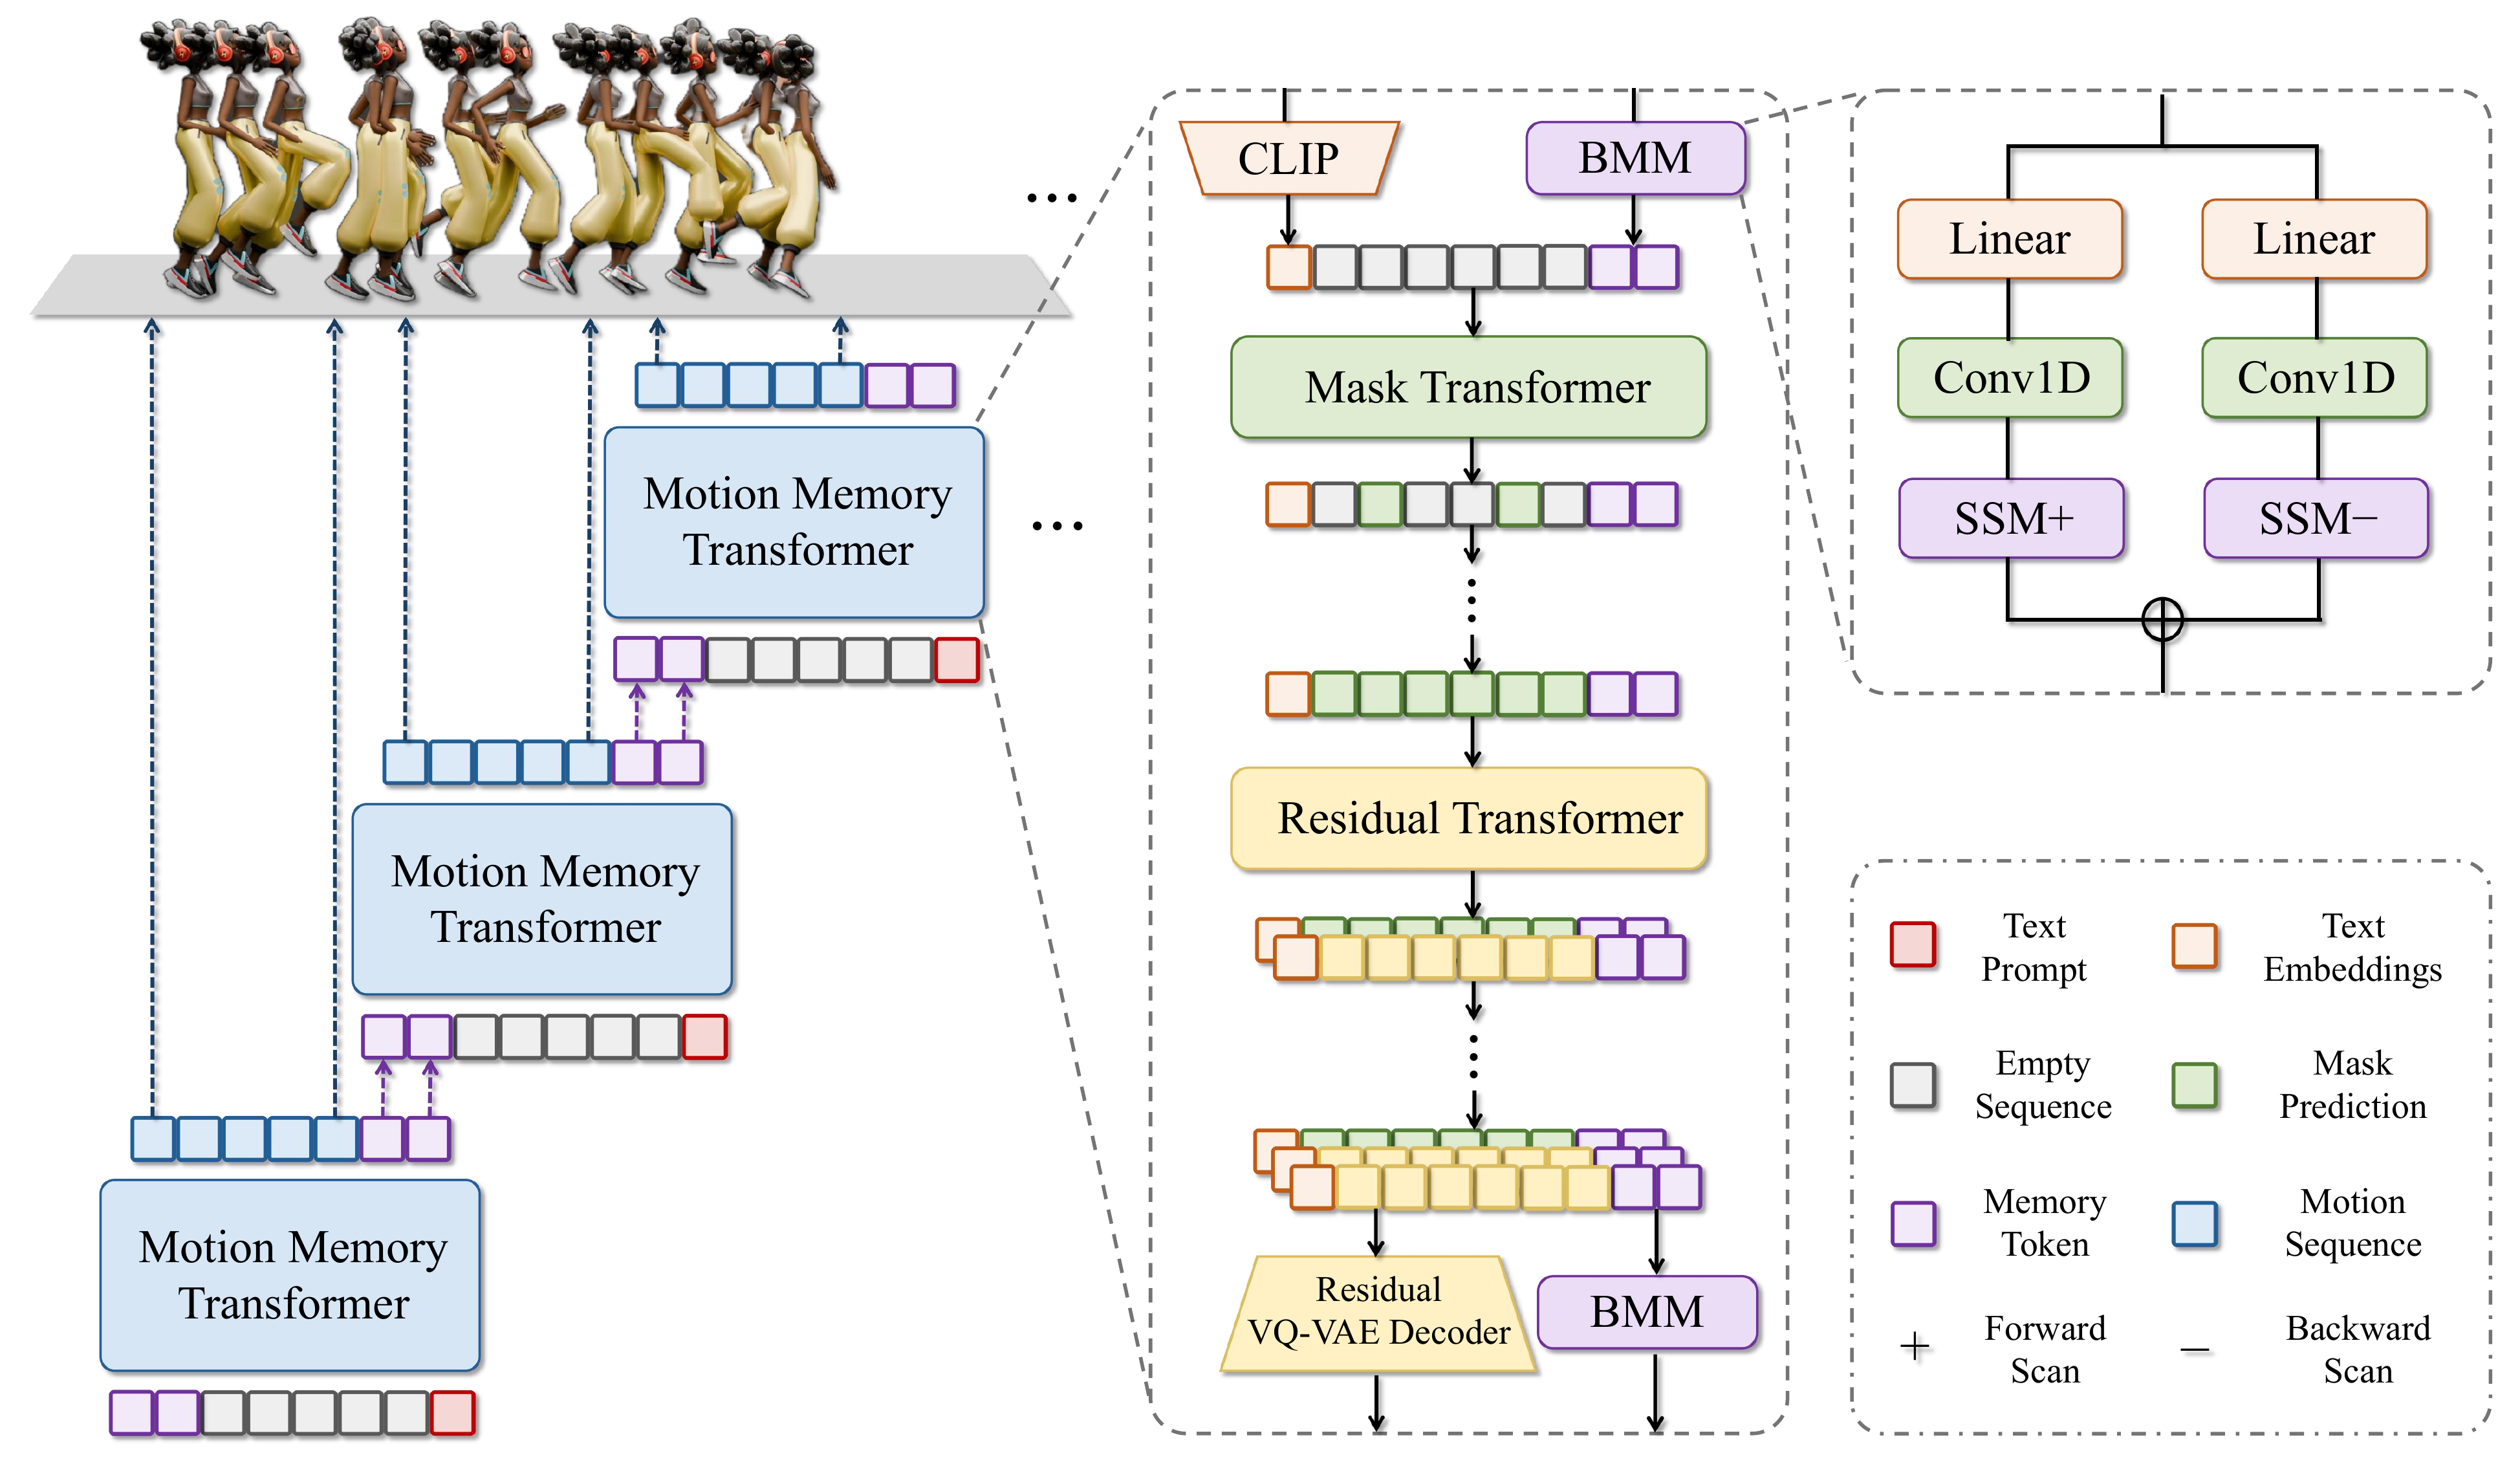 Motion Memory
Transformer
Motion Memory
Transformer
Motion Memory
Transformer
...
...
CLIP
BMM
Mask Transformer
Residual Transformer
Residual
VQ-VAE Decoder
BMM
Linear
Linear
Conv1D
Conv1D
SSM+
SSM−
Text
Prompt
Text
Embeddings
Empty
Sequence
Mask
Prediction
Memory
Token
Motion
Sequence
+
Forward
Scan
−
Backward
Scan